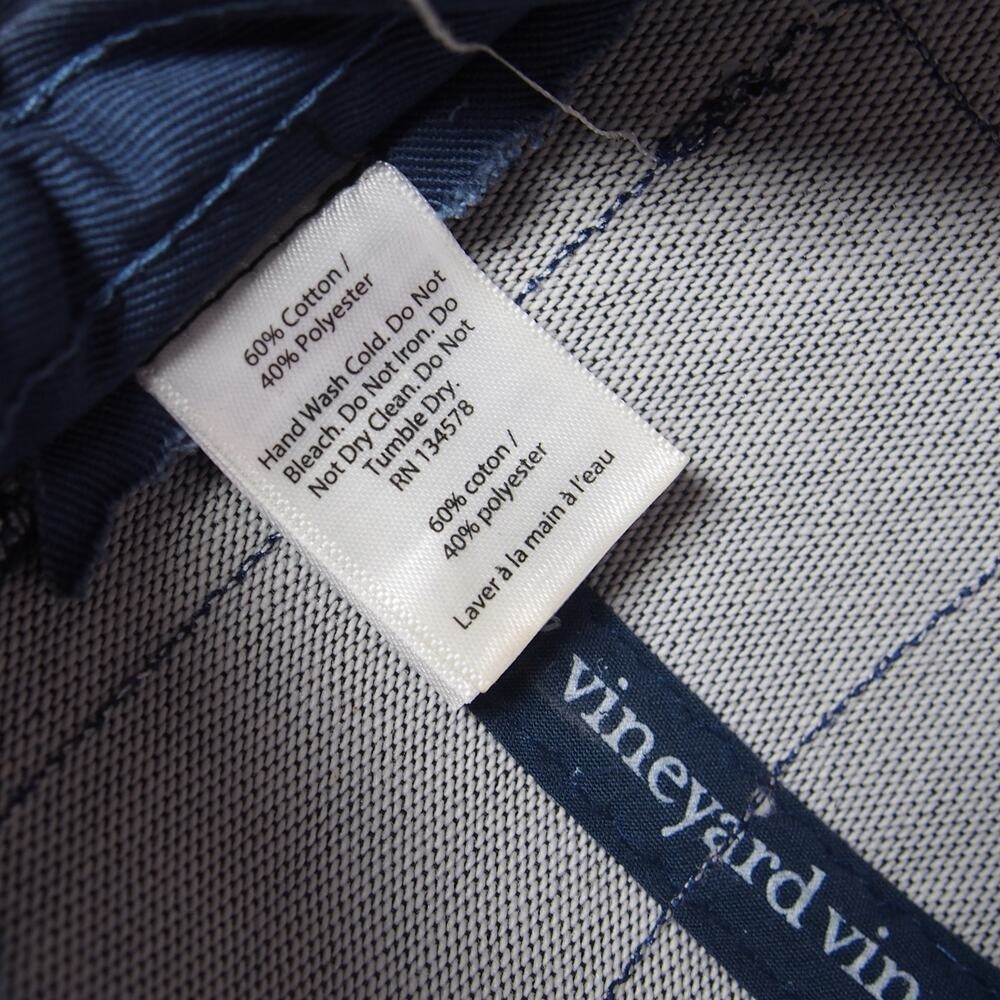 60% Cotton /
40% Polyester
Hand Wash Cold. Do Not
Bleach. Do Not Iron. Do
Not Dry Clean. Do Not
Tumble Dry.
RN 134578
60% coton /
40% polyester
Laver à la main à l'eau
vineyard vin